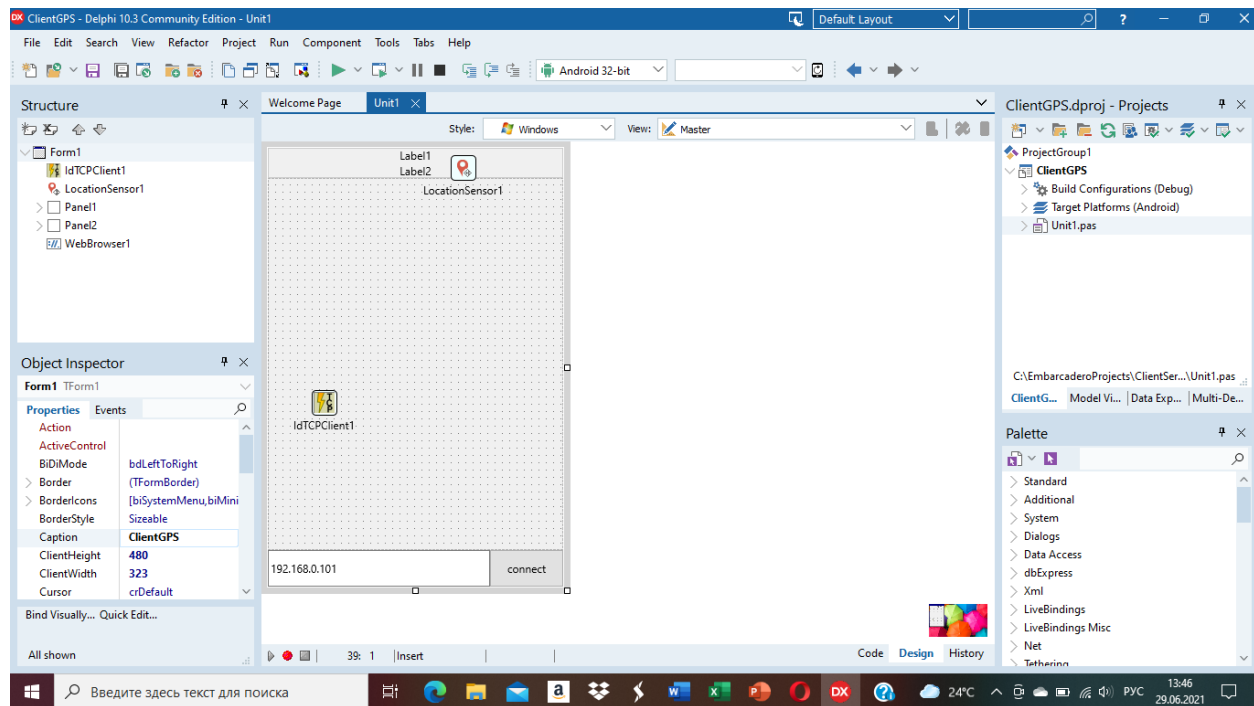 ClientGPS - Delphi 10.3 Community Edition - Unit1
Default Layout
File Edit Search View Refactor Project Run Component Tools Tabs Help
Android 32-bit
Structure
Form1
IdTCPClient1
LocationSensor1
Panel1
Panel2
WebBrowser1
Object Inspector
Form1 TForm1
Properties Events
Action
ActiveControl
BiDiMode bdLeftToRight
Border (TFormBorder)
BorderIcons [biSystemMenu,biMini
BorderStyle Sizeable
Caption ClientGPS
ClientHeight 480
ClientWidth 323
Cursor crDefault
Bind Visually... Quick Edit...
All shown
Welcome Page Unit1
Style: Windows View: Master
Label1
Label2
LocationSensor1
IdTCPClient1
192.168.0.101 connect
39: 1 Insert
Code Design History
ClientGPS.dproj - Projects
ProjectGroup1
ClientGPS
Build Configurations (Debug)
Target Platforms (Android)
Unit1.pas
C:\EmbarcaderoProjects\ClientSer...\Unit1.pas
ClientG... Model Vi... Data Exp... Multi-De...
Palette
Standard
Additional
System
Dialogs
Data Access
dbExpress
Xml
LiveBindings
LiveBindings Misc
Net
Tethering
Введите здесь текст для поиска
24°C
РУС
13:46
29.06.2021